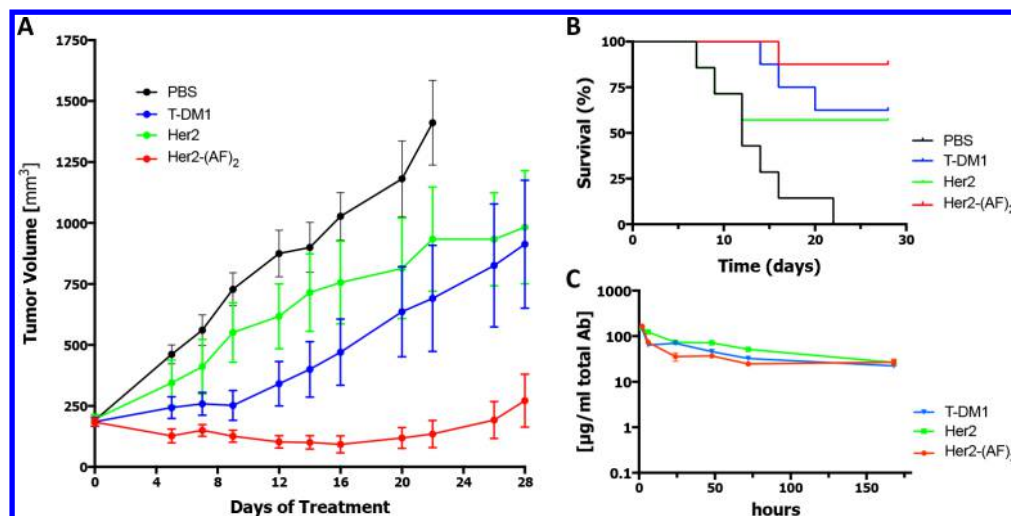 A
Tumor Volume [mm³]
1750
1500
1250
1000
750
500
250
0
0 4 8 12 16 20 24 28
Days of Treatment
PBS
T-DM1
Her2
Her2-(AF)₂
B
Survival (%)
100
75
50
25
0
0 10 20 30
Time (days)
PBS
T-DM1
Her2
Her2-(AF)₂
C
[µg/ml total Ab]
1000
100
10
1
0.1
0 50 100 150
hours
T-DM1
Her2
Her2-(AF)₂